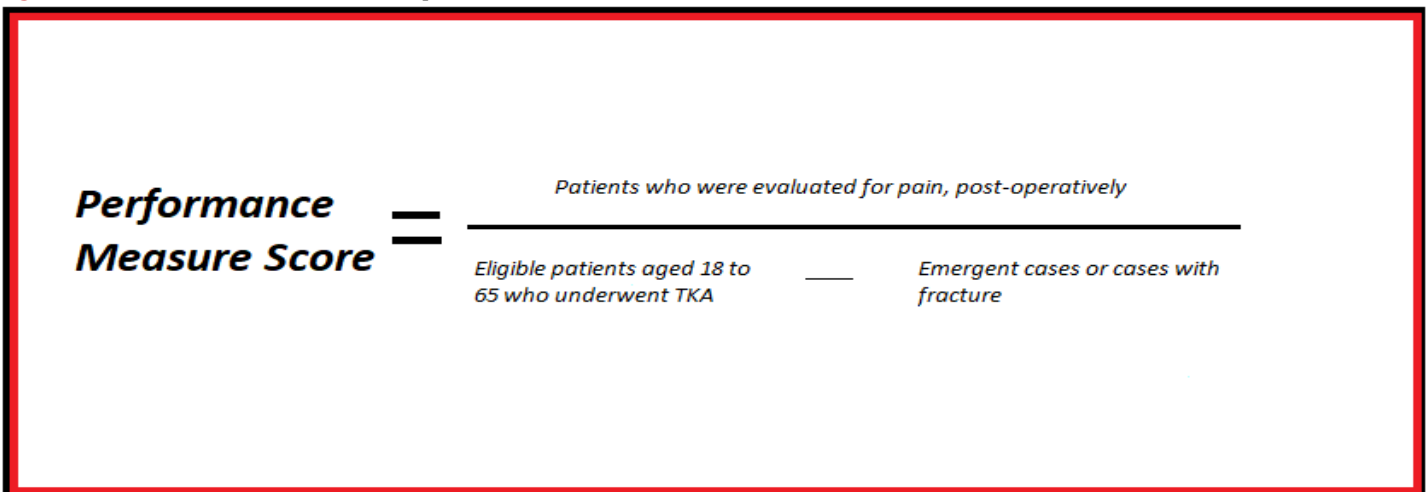 Patients who were evaluated for pain, post-operatively
Performance
Measure Score
=
Eligible patients aged 18 to
65 who underwent TKA
—
Emergent cases or cases with
fracture